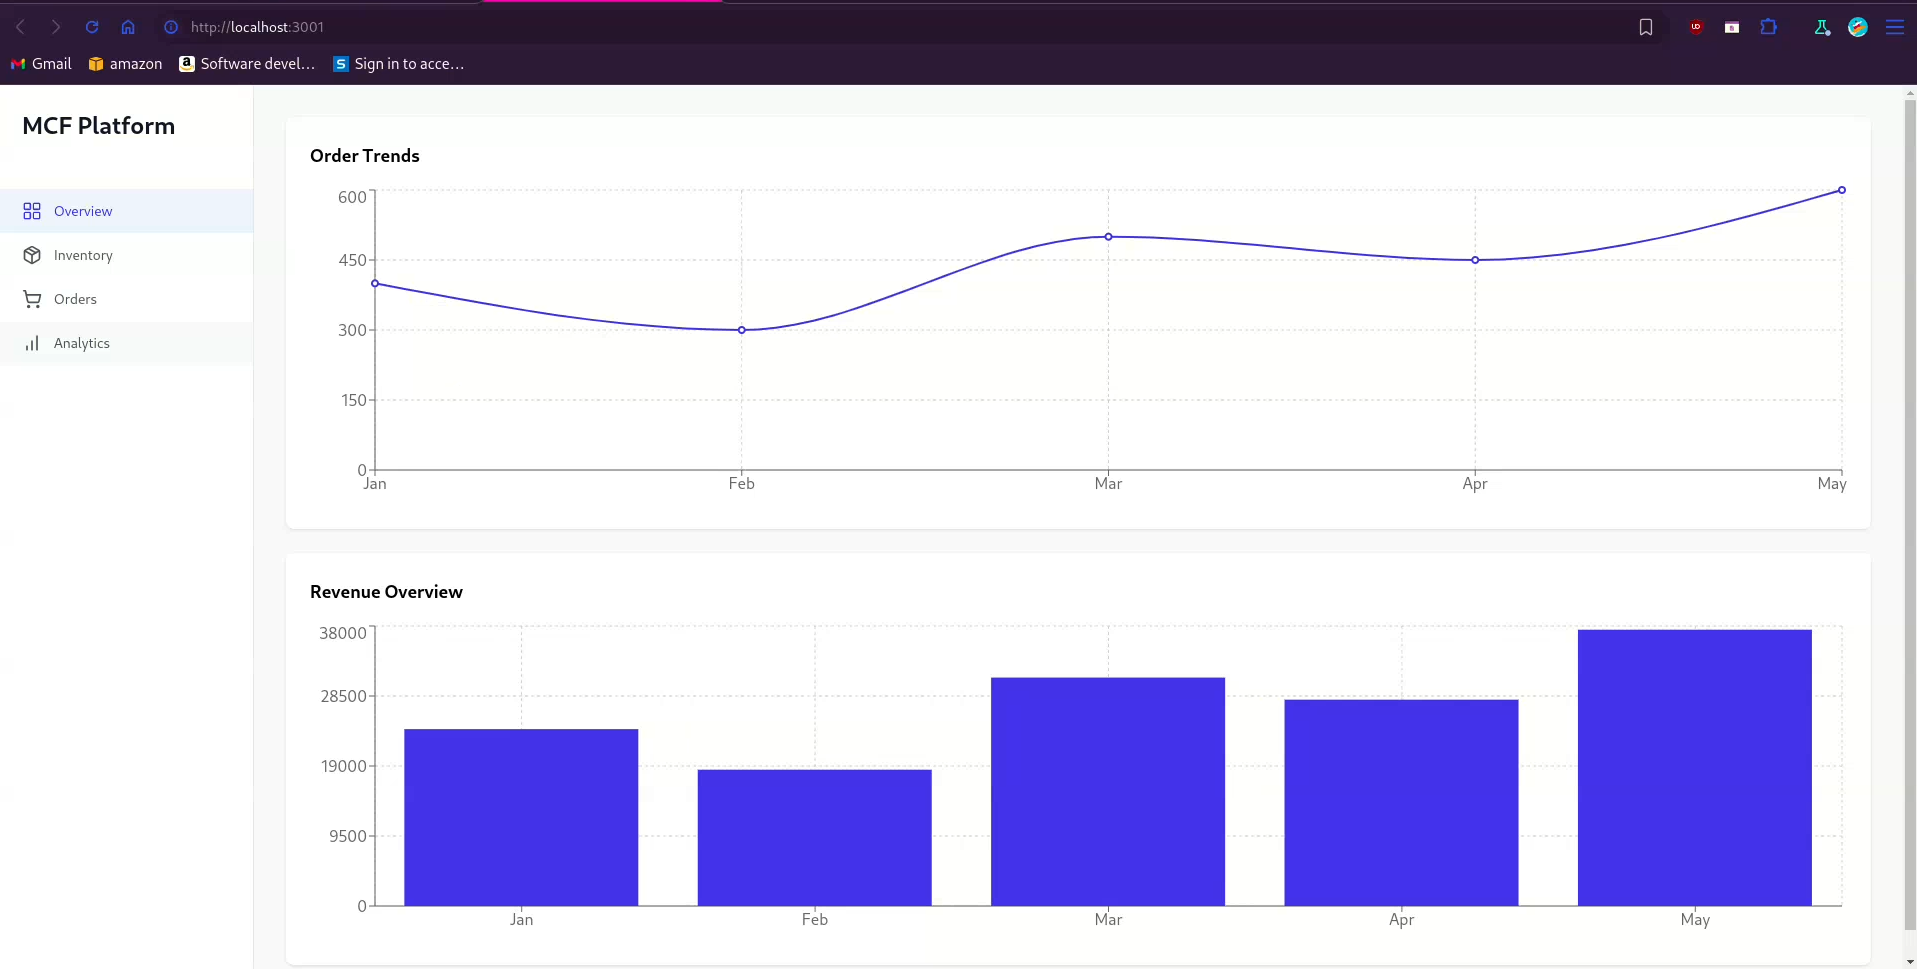 http://localhost:3001
Gmail amazon Software devel... Sign in to acce...
MCF Platform
Overview
Inventory
Orders
Analytics
Order Trends
600
450
300
150
0
Jan Feb Mar Apr May
Revenue Overview
38000
28500
19000
9500
0
Jan Feb Mar Apr May